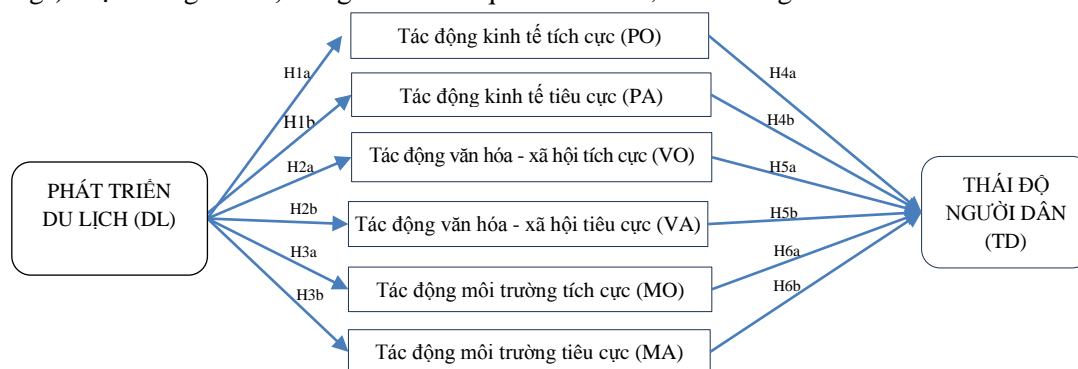 Tác động kinh tế tích cực (PO)
H1a
H4a
Tác động kinh tế tiêu cực (PA)
H1b
H4b
Tác động văn hóa - xã hội tích cực (VO)
H2a
H5a
PHÁT TRIỂN
DU LỊCH (DL)
THÁI ĐỘ
NGƯỜI DÂN
(TD)
H2b
Tác động văn hóa - xã hội tiêu cực (VA)
H5b
H3a
H6a
Tác động môi trường tích cực (MO)
H3b
H6b
Tác động môi trường tiêu cực (MA)